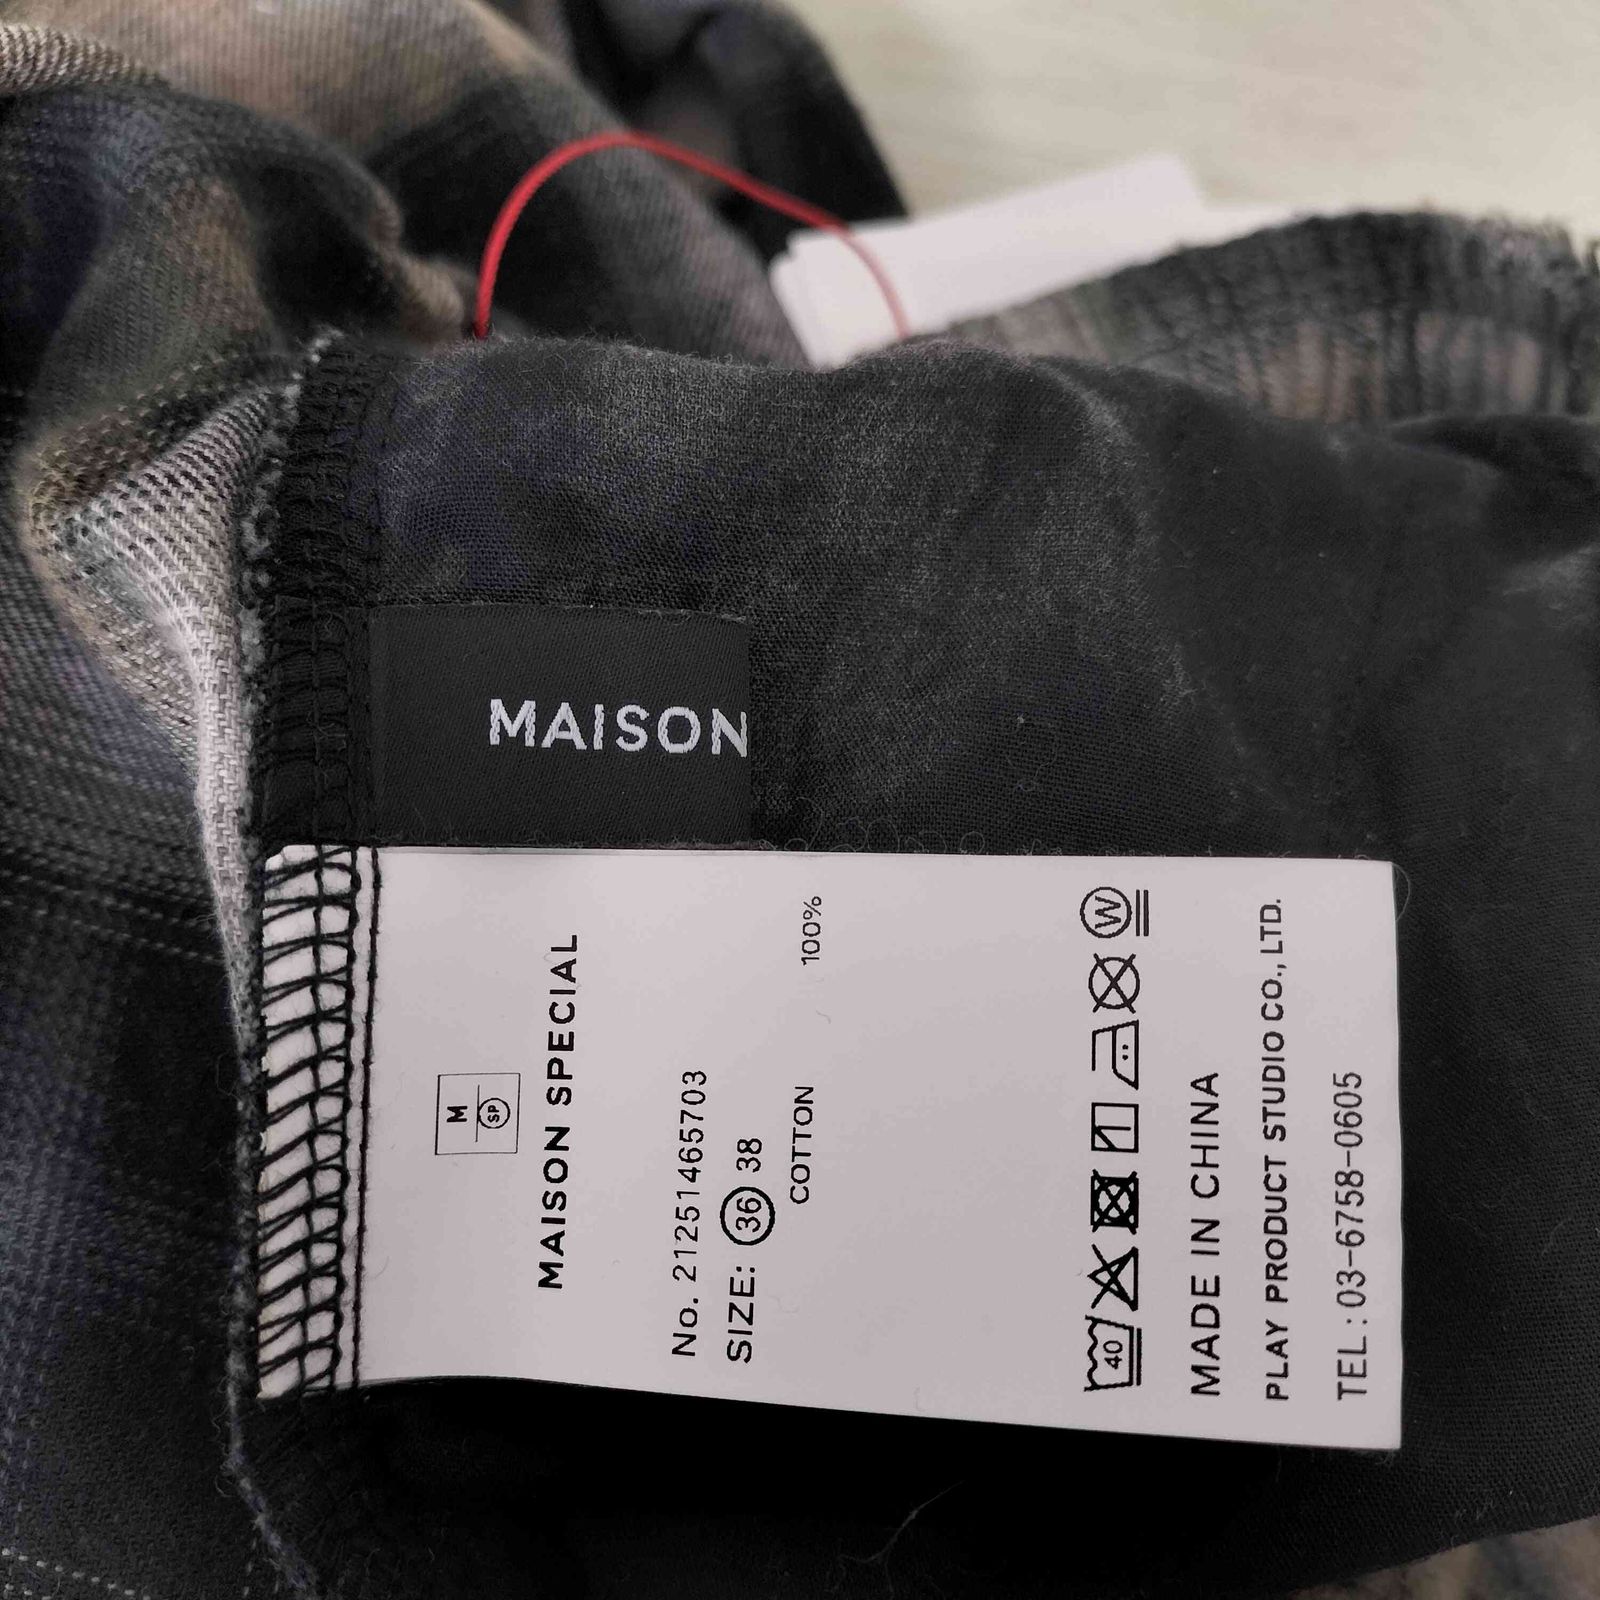 MAISON
M
SP
MAISON SPECIAL
No. 21251465703
SIZE: 36 38
COTTON 100%
40 W
MADE IN CHINA
PLAY PRODUCT STUDIO CO., LTD.
TEL : 03-6758-0605